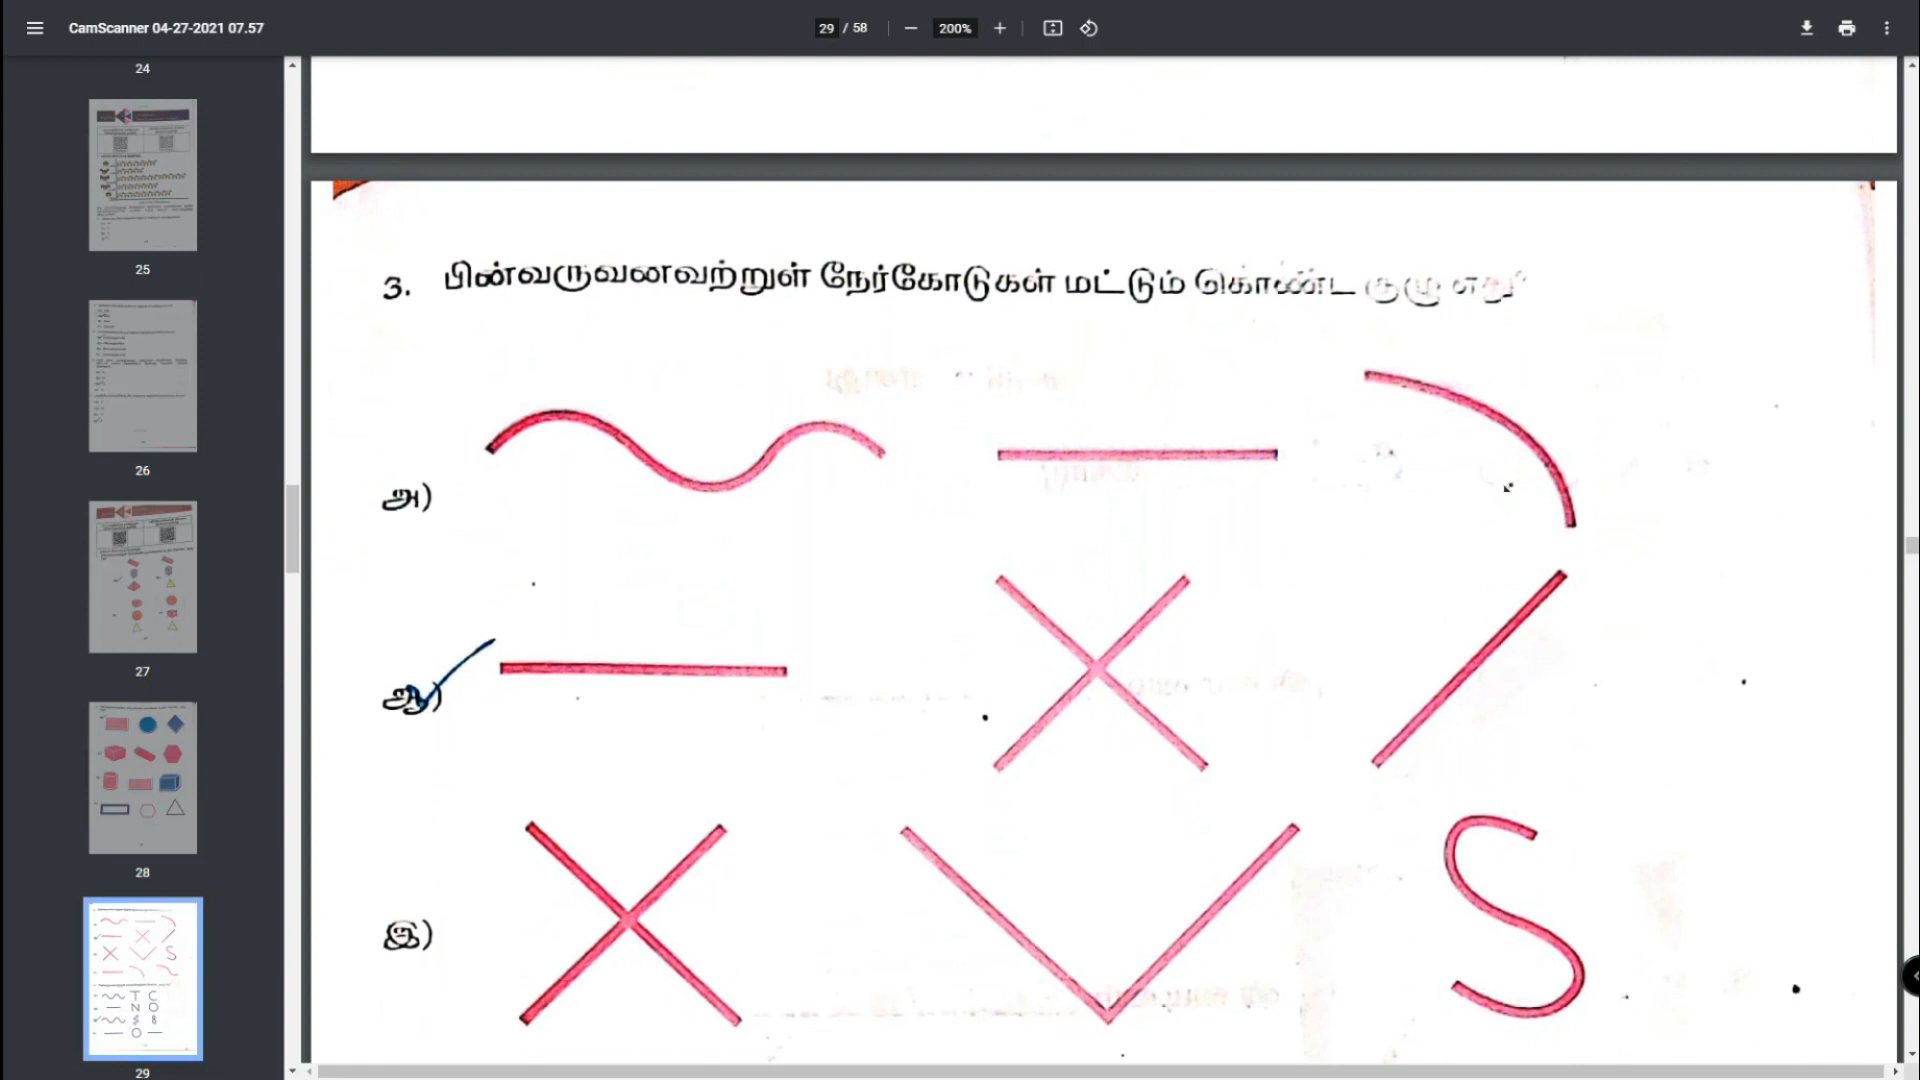 CamScanner 04-27-2021 07.57
29 / 58
200%
24
25
26
27
28
29
3. பின்வருவனவற்றுள் நேர்கோடுகள் மட்டும் கொண்ட குழு எது
அ)
ஆ)
இ)
S